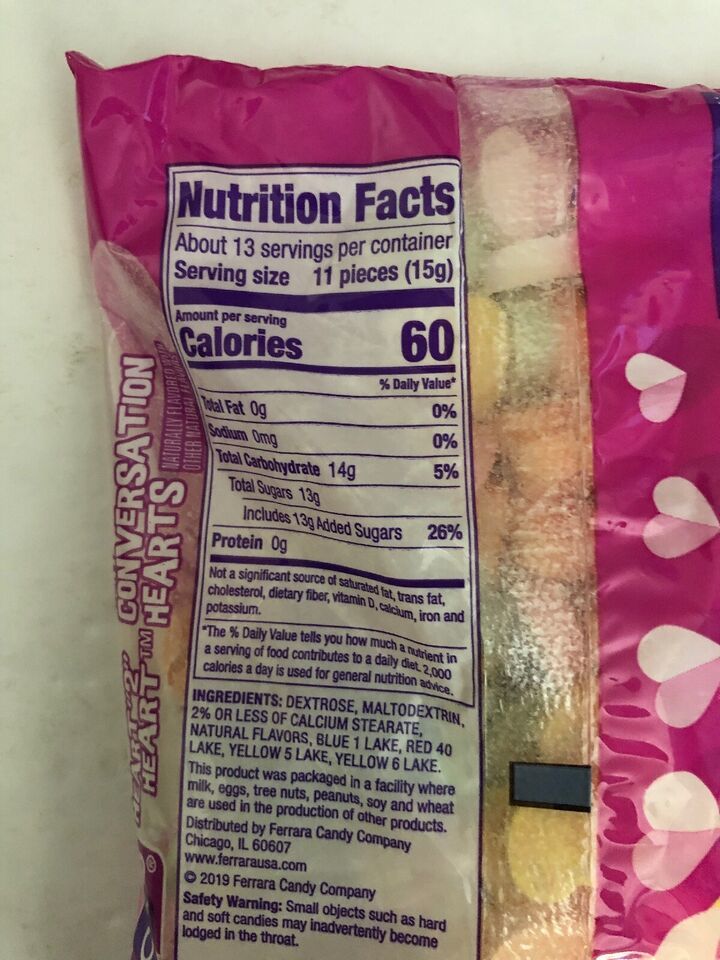 Nutrition Facts
About 13 servings per container
Serving size 11 pieces (15g)
Amount per serving
Calories 60
% Daily Value*
Total Fat 0g 0%
Sodium 0mg 0%
Total Carbohydrate 14g 5%
Total Sugars 13g
Includes 13g Added Sugars 26%
Protein 0g
Not a significant source of saturated fat, trans fat,
cholesterol, dietary fiber, vitamin D, calcium, iron and
potassium.
*The % Daily Value tells you how much a nutrient in
a serving of food contributes to a daily diet. 2,000
calories a day is used for general nutrition advice.
INGREDIENTS: DEXTROSE, MALTODEXTRIN,
2% OR LESS OF CALCIUM STEARATE,
NATURAL FLAVORS, BLUE 1 LAKE, RED 40
LAKE, YELLOW 5 LAKE, YELLOW 6 LAKE.
This product was packaged in a facility where
milk, eggs, tree nuts, peanuts, soy and wheat
are used in the production of other products.
Distributed by Ferrara Candy Company
Chicago, IL 60607
www.ferrarausa.com
© 2019 Ferrara Candy Company
Safety Warning: Small objects such as hard
and soft candies may inadvertently become
lodged in the throat.
HEART "2" CONVERSATION
HEART™ HEARTS
NATURALLY FLAVORED
OTHER NATURAL
®